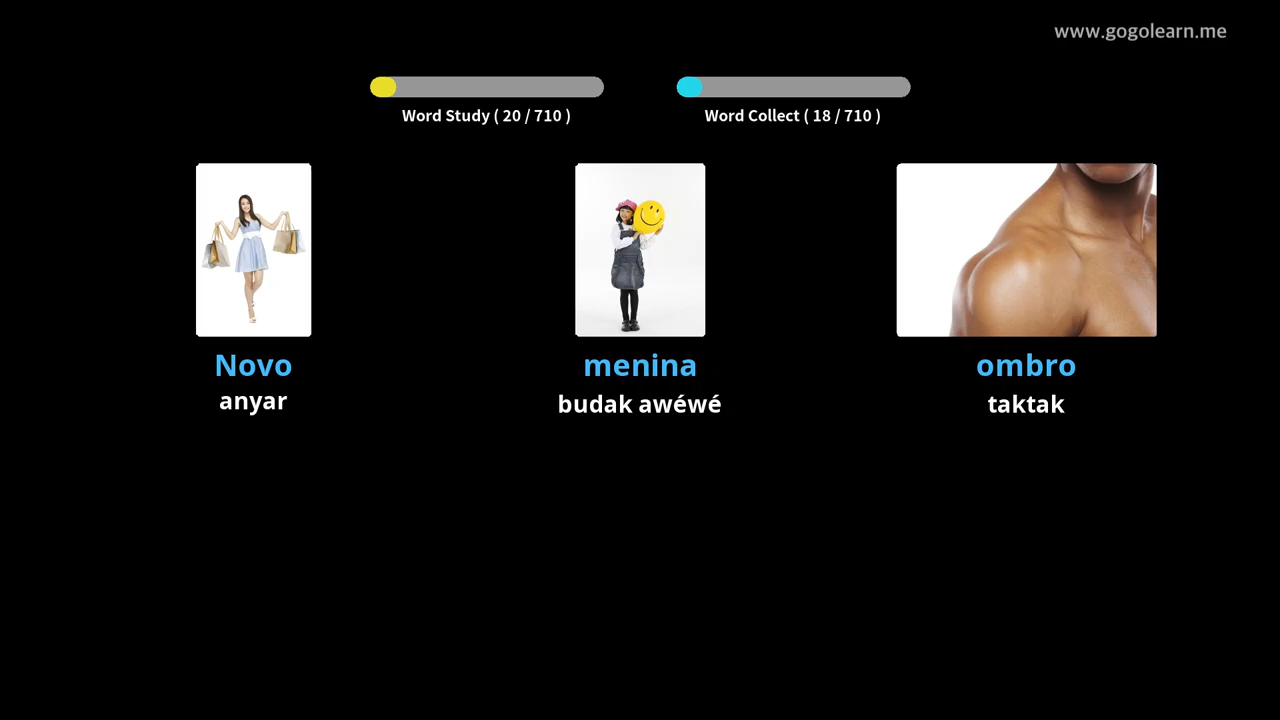 www.gogolearn.me
Word Study ( 20 / 710 )
Word Collect ( 18 / 710 )
Novo
anyar
menina
budak awéwé
ombro
taktak